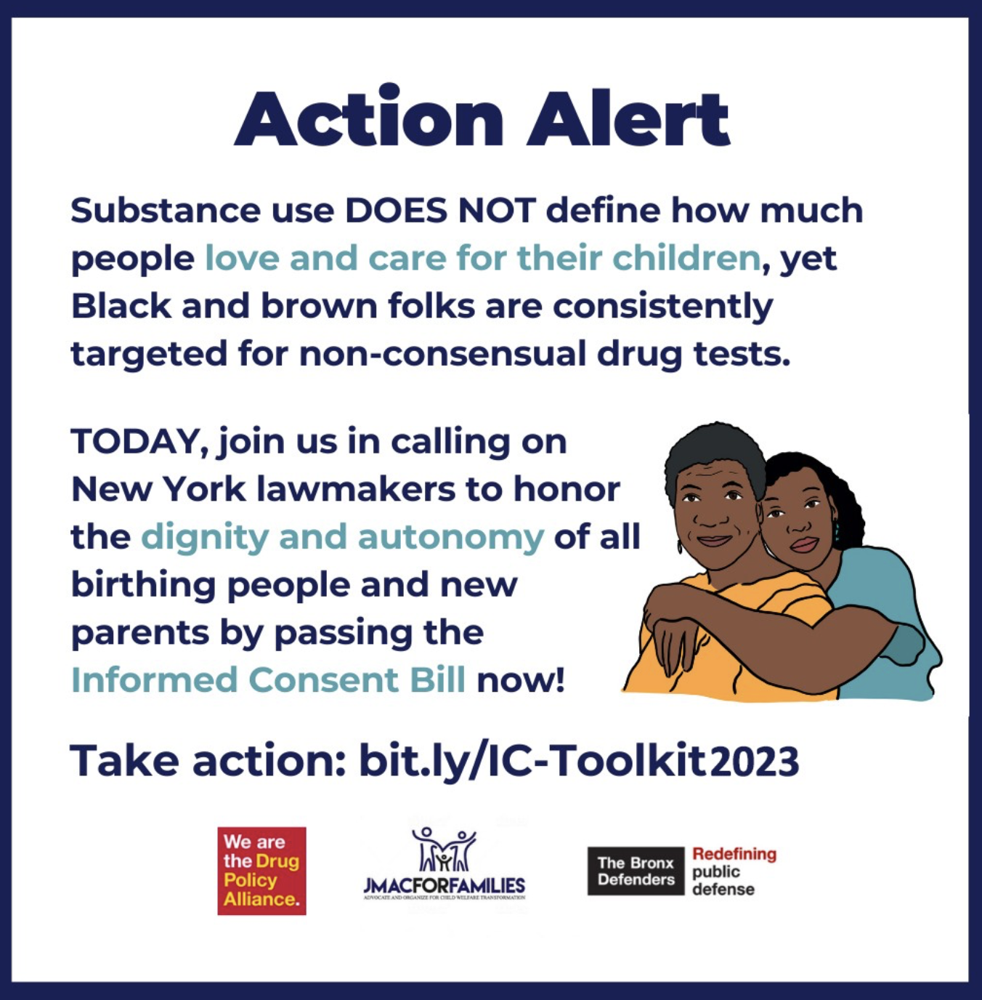 Action Alert
Substance use DOES NOT define how much
people love and care for their children, yet
Black and brown folks are consistently
targeted for non-consensual drug tests.
TODAY, join us in calling on
New York lawmakers to honor
the dignity and autonomy of all
birthing people and new
parents by passing the
Informed Consent Bill now!
Take action: bit.ly/IC-Toolkit2023
We are
the Drug
Policy
Alliance.
JMACFORFAMILIES
ADVOCATE AND ORGANIZE FOR CHILD WELFARE TRANSFORMATION
The Bronx
Defenders
Redefining
public
defense